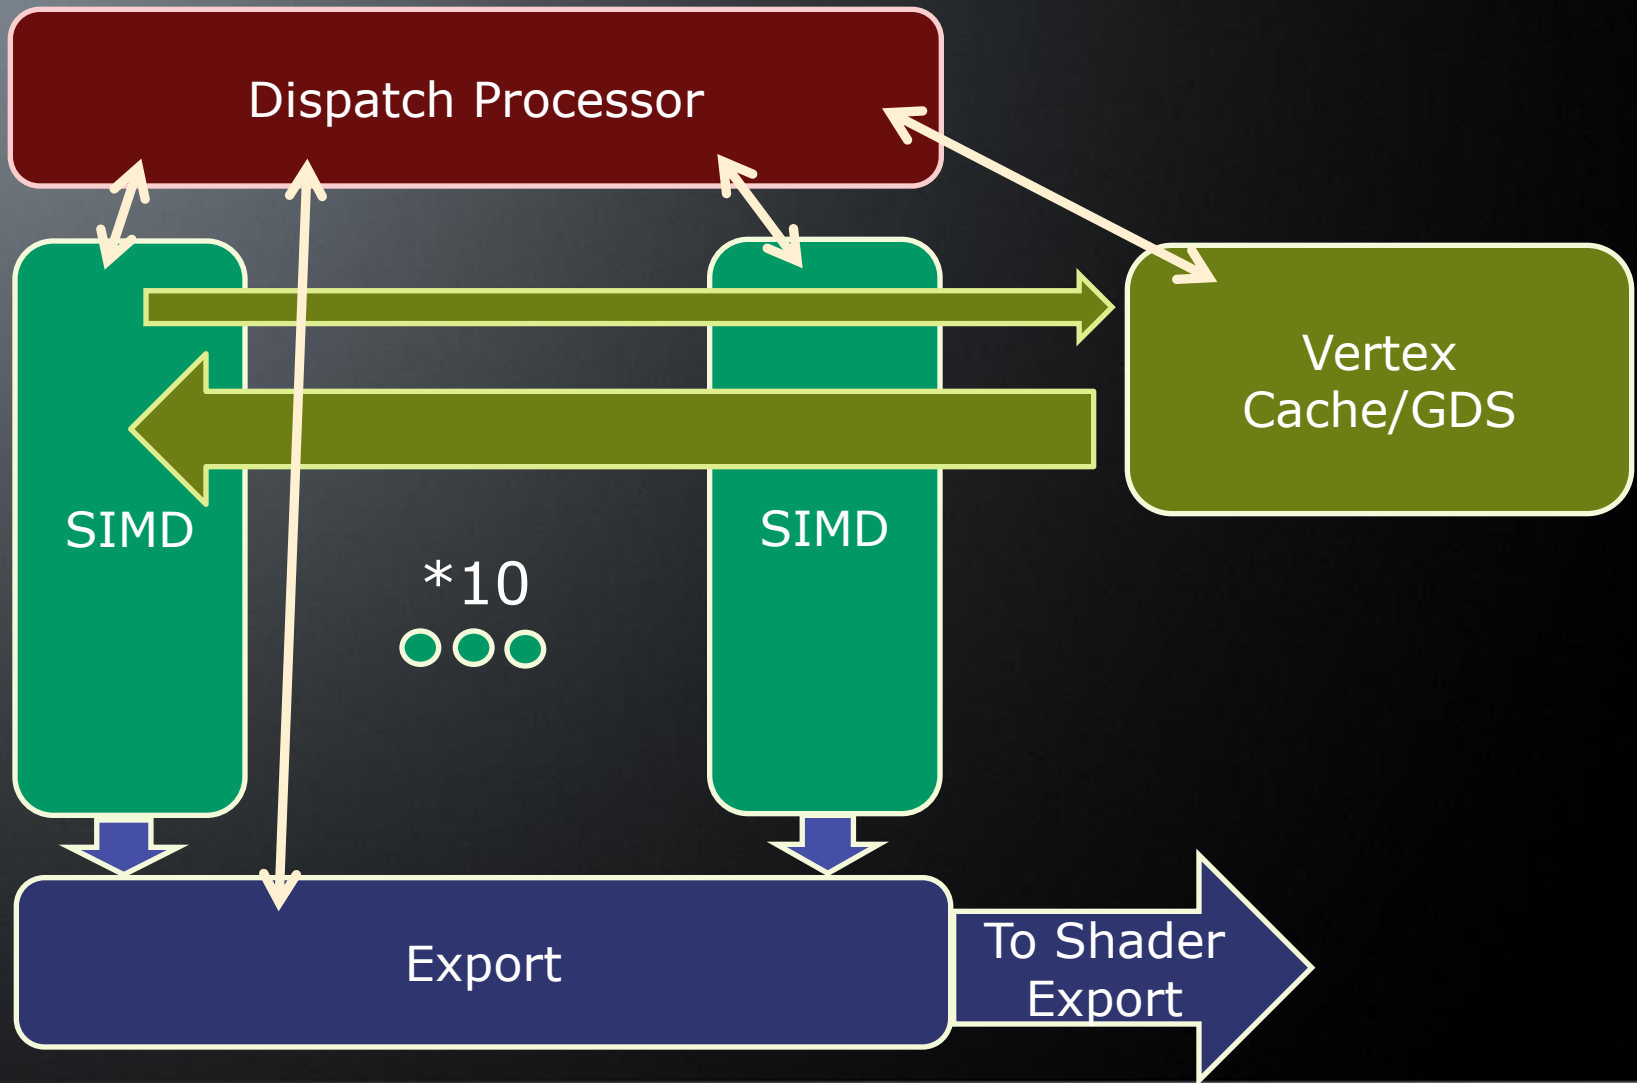 Dispatch Processor
Vertex
Cache/GDS
SIMD
SIMD
*10
Export
To Shader
Export